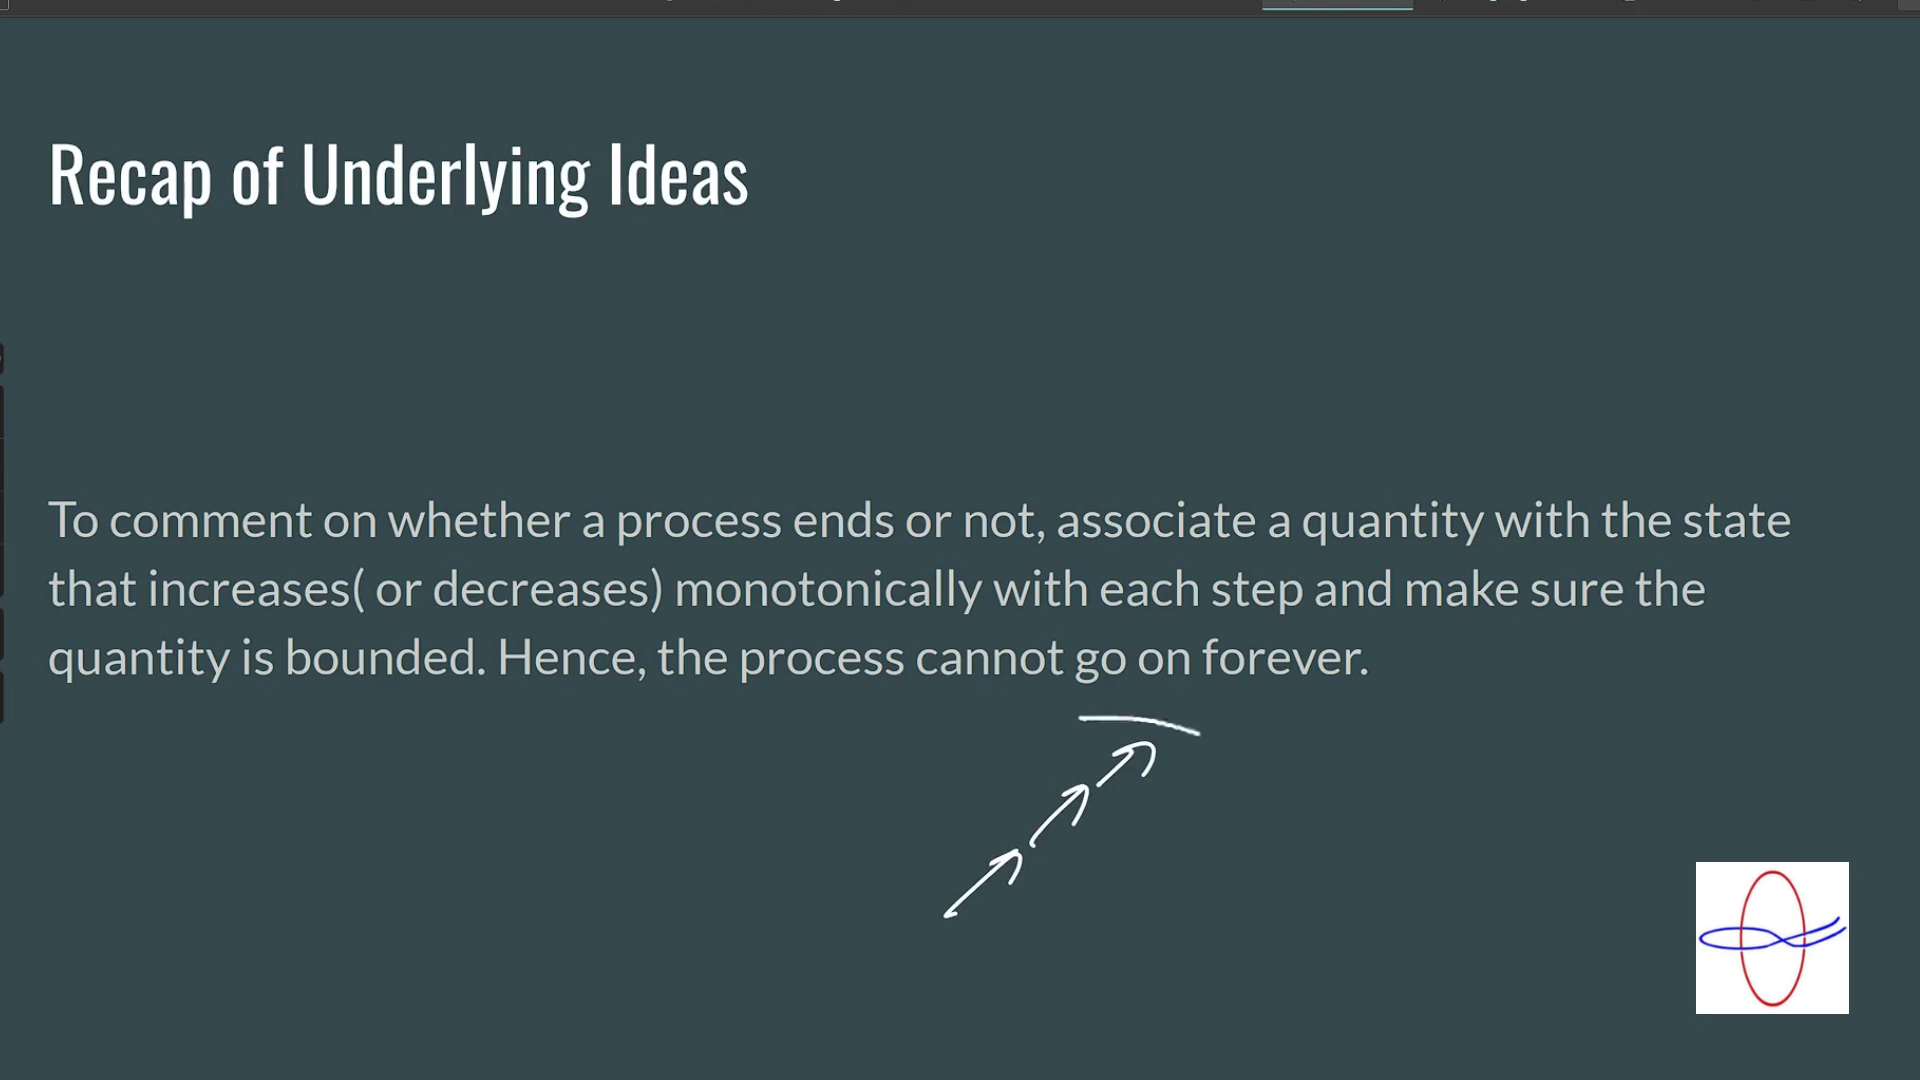 Recap of Underlying Ideas
To comment on whether a process ends or not, associate a quantity with the state
that increases( or decreases) monotonically with each step and make sure the
quantity is bounded. Hence, the process cannot go on forever.